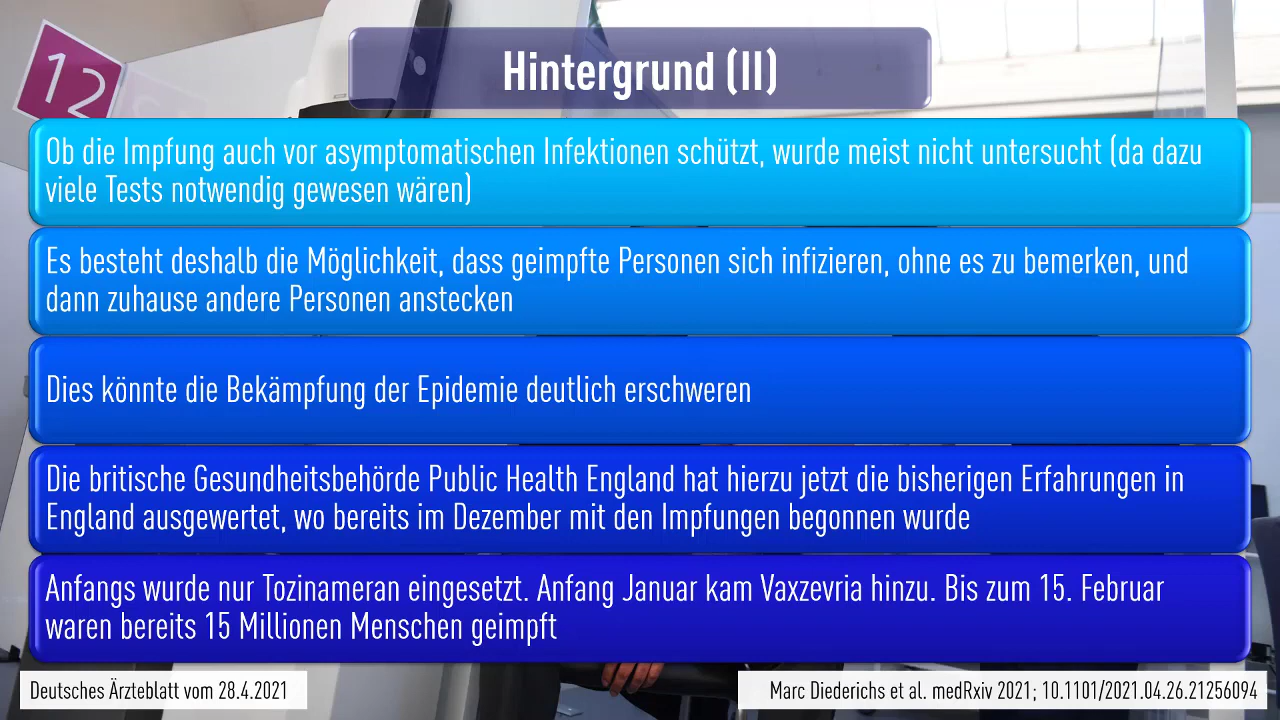 12
Hintergrund (II)
Ob die Impfung auch vor asymptomatischen Infektionen schützt, wurde meist nicht untersucht (da dazu
viele Tests notwendig gewesen wären)
Es besteht deshalb die Möglichkeit, dass geimpfte Personen sich infizieren, ohne es zu bemerken, und
dann zuhause andere Personen anstecken
Dies könnte die Bekämpfung der Epidemie deutlich erschweren
Die britische Gesundheitsbehörde Public Health England hat hierzu jetzt die bisherigen Erfahrungen in
England ausgewertet, wo bereits im Dezember mit den Impfungen begonnen wurde
Anfangs wurde nur Tozinameran eingesetzt. Anfang Januar kam Vaxzevria hinzu. Bis zum 15. Februar
waren bereits 15 Millionen Menschen geimpft
Deutsches Ärzteblatt vom 28.4.2021
Marc Diederichs et al. medRxiv 2021; 10.1101/2021.04.26.21256094